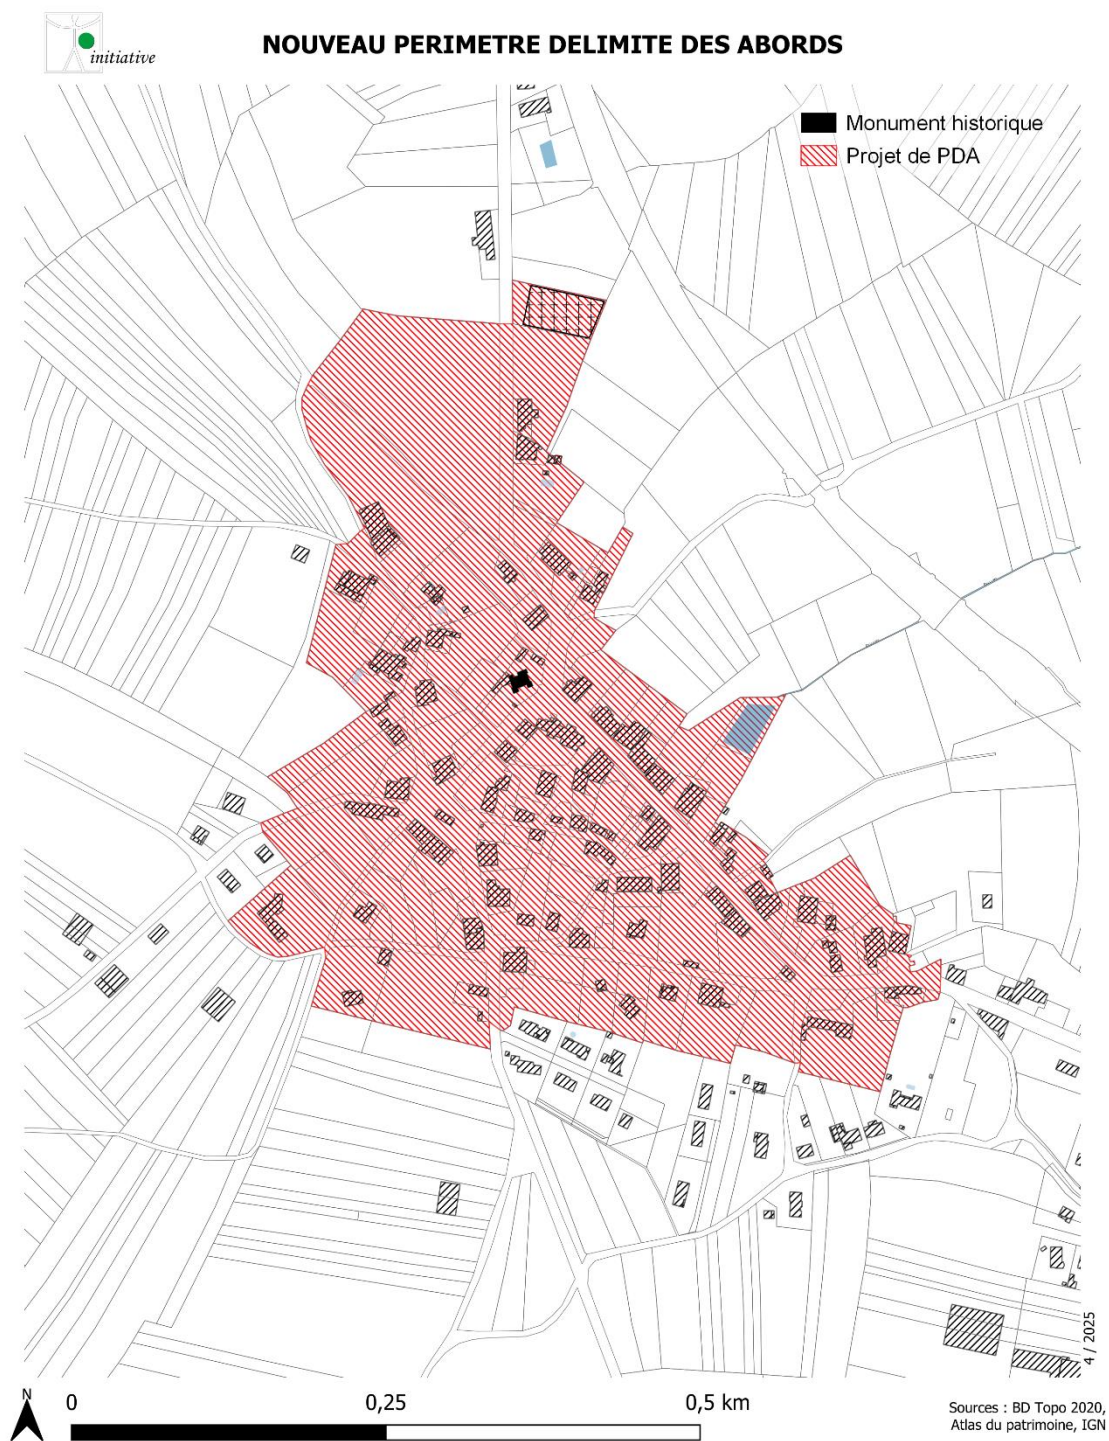 initiative
NOUVEAU PERIMETRE DELIMITE DES ABORDS
Monument historique
Projet de PDA
4 / 2025
N
0
0,25
0,5 km
Sources : BD Topo 2020,
Atlas du patrimoine, IGN